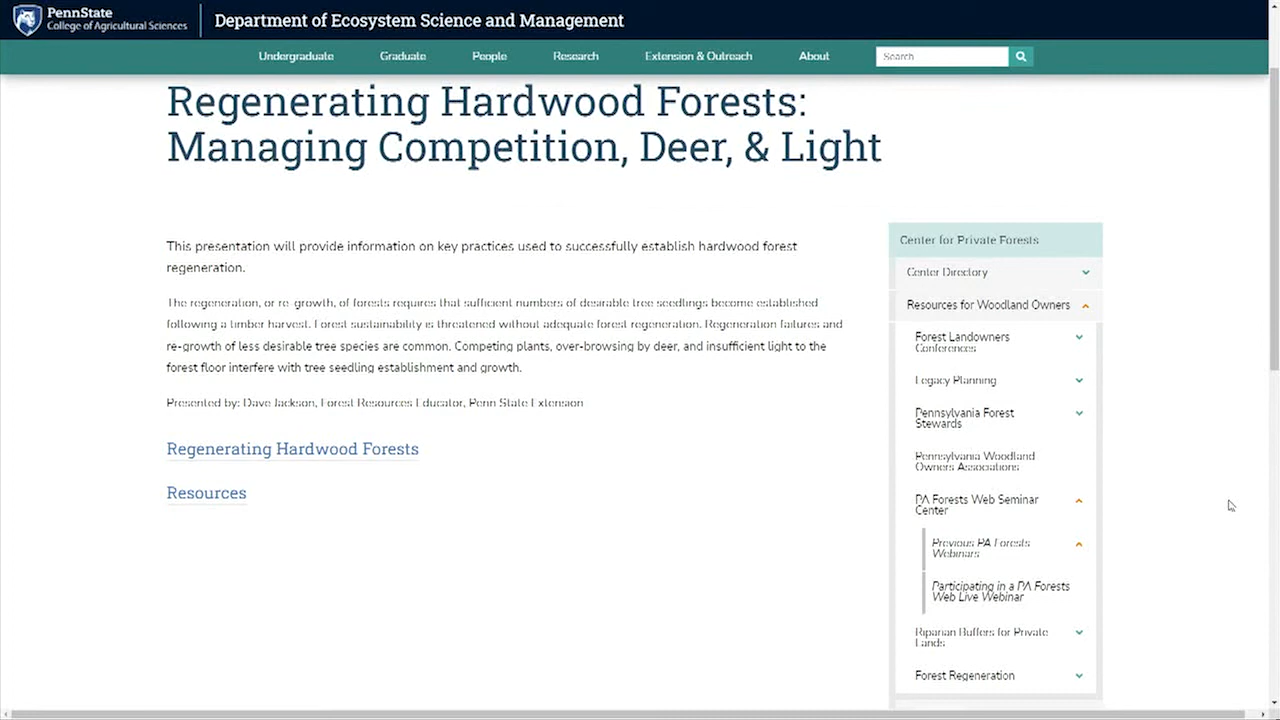 PennState
College of Agricultural Sciences
Department of Ecosystem Science and Management
Undergraduate
Graduate
People
Research
Extension & Outreach
About
Search
Regenerating Hardwood Forests:
Managing Competition, Deer, & Light
This presentation will provide information on key practices used to successfully establish hardwood forest
regeneration.
The regeneration, or re-growth, of forests requires that sufficient numbers of desirable tree seedlings become established
following a timber harvest. Forest sustainability is threatened without adequate forest regeneration. Regeneration failures and
re-growth of less desirable tree species are common. Competing plants, over-browsing by deer, and insufficient light to the
forest floor interfere with tree seedling establishment and growth.
Presented by: Dave Jackson, Forest Resources Educator, Penn State Extension
Regenerating Hardwood Forests
Resources
Center for Private Forests
Center Directory
Resources for Woodland Owners
Forest Landowners
Conferences
Legacy Planning
Pennsylvania Forest
Stewards
Pennsylvania Woodland
Owners Associations
PA Forests Web Seminar
Center
Previous PA Forests
Webinars
Participating in a PA Forests
Web Live Webinar
Riparian Buffers for Private
Lands
Forest Regeneration